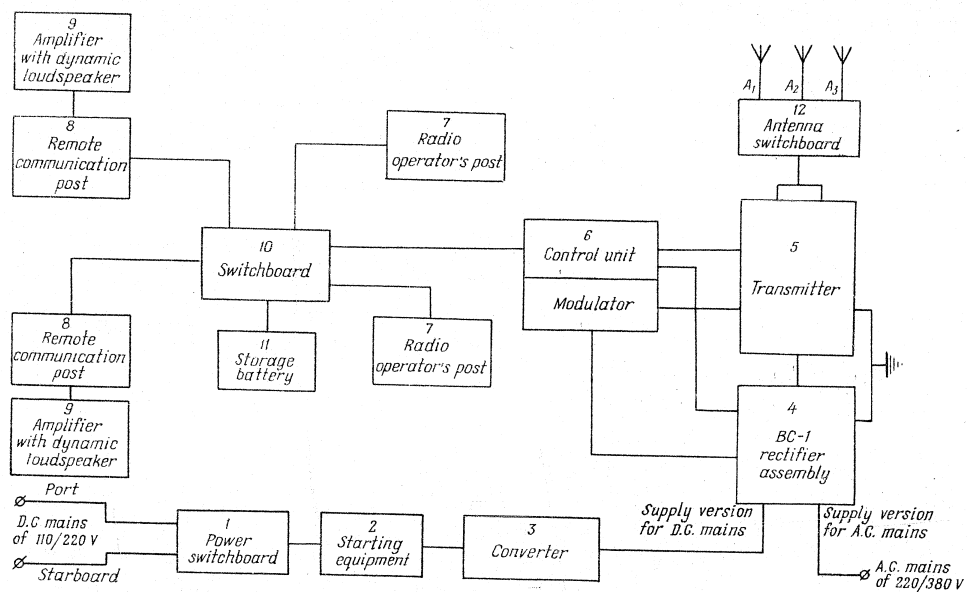 9
Amplifier
with dynamic
loudspeaker
8
Remote
communication
post
7
Radio
operator's post
A1 A2 A3
12
Antenna
switchboard
10
Switchboard
6
Control unit
Modulator
5
Transmitter
8
Remote
communication
post
11
Storage
battery
7
Radio
operator's post
9
Amplifier
with dynamic
loudspeaker
4
BC-1
rectifier
assembly
Port
D.C mains
of 110/220 V
Starboard
1
Power
switchboard
2
Starting
equipment
3
Converter
Supply version
for D.C. mains
Supply version
for A.C. mains
A.C. mains
of 220/380 V